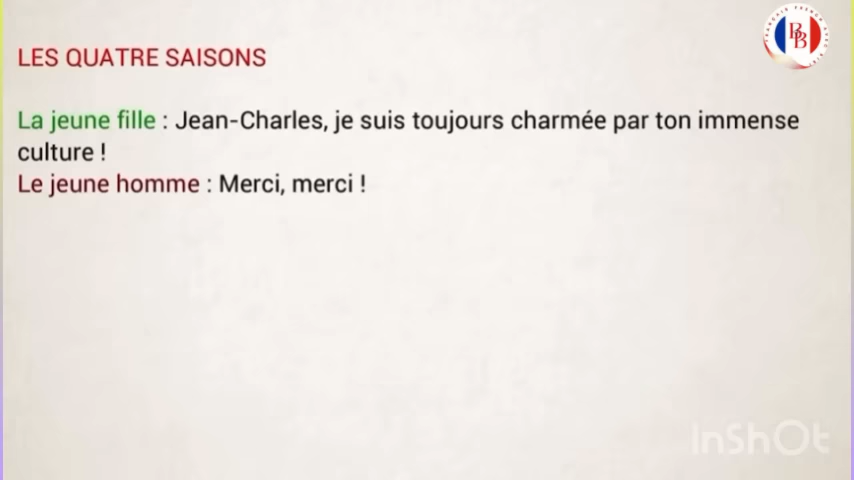 LES QUATRE SAISONS
La jeune fille : Jean-Charles, je suis toujours charmée par ton immense
culture !
Le jeune homme : Merci, merci !
InShOt